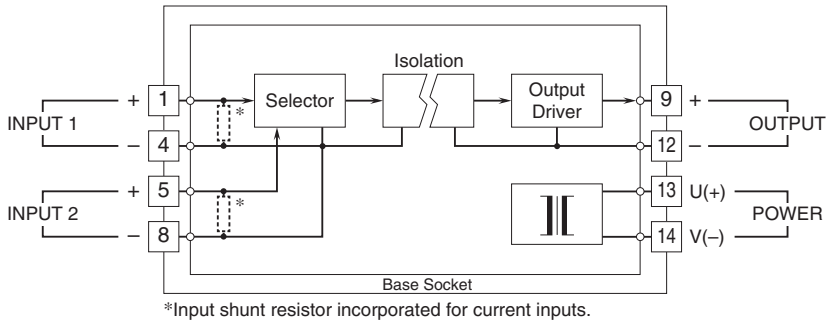 Isolation
+ 1
*
Selector
Output
Driver
9 +
INPUT 1
OUTPUT
– 4
12 –
+ 5
*
13 U(+)
INPUT 2
POWER
– 8
14 V(–)
Base Socket
*Input shunt resistor incorporated for current inputs.